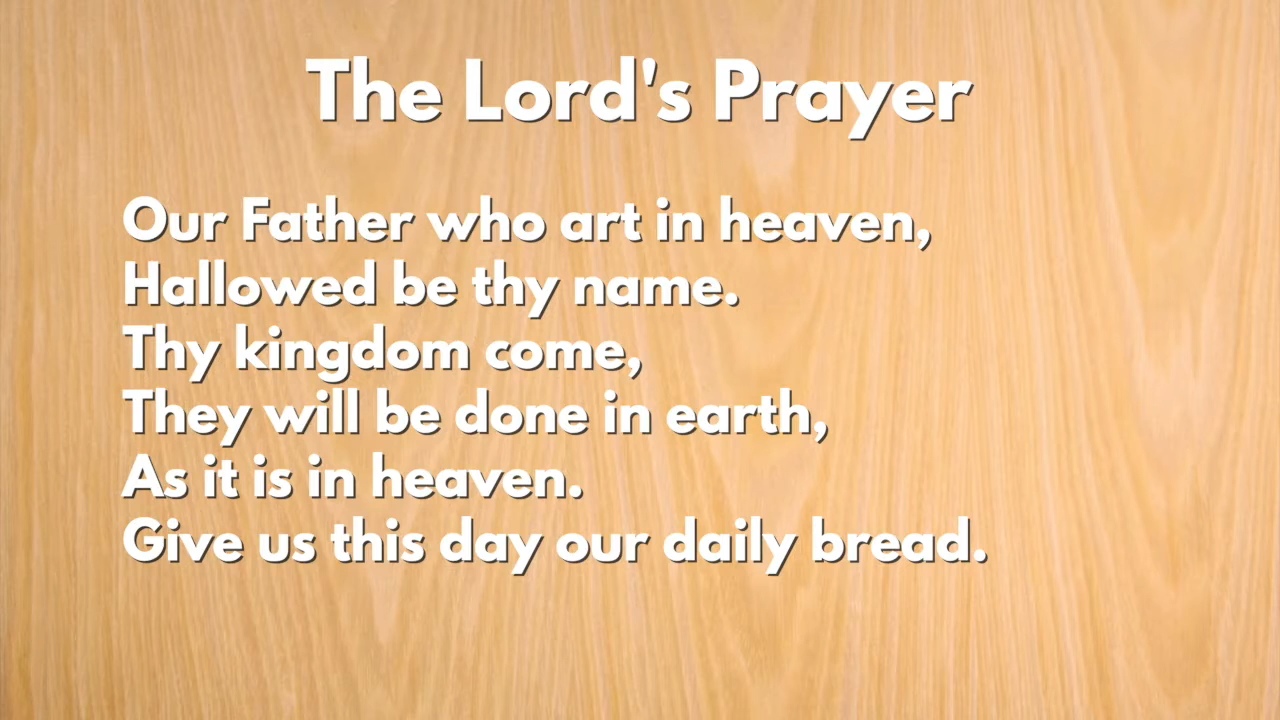 The Lord's Prayer
Our Father who art in heaven,
Hallowed be thy name.
Thy kingdom come,
They will be done in earth,
As it is in heaven.
Give us this day our daily bread.